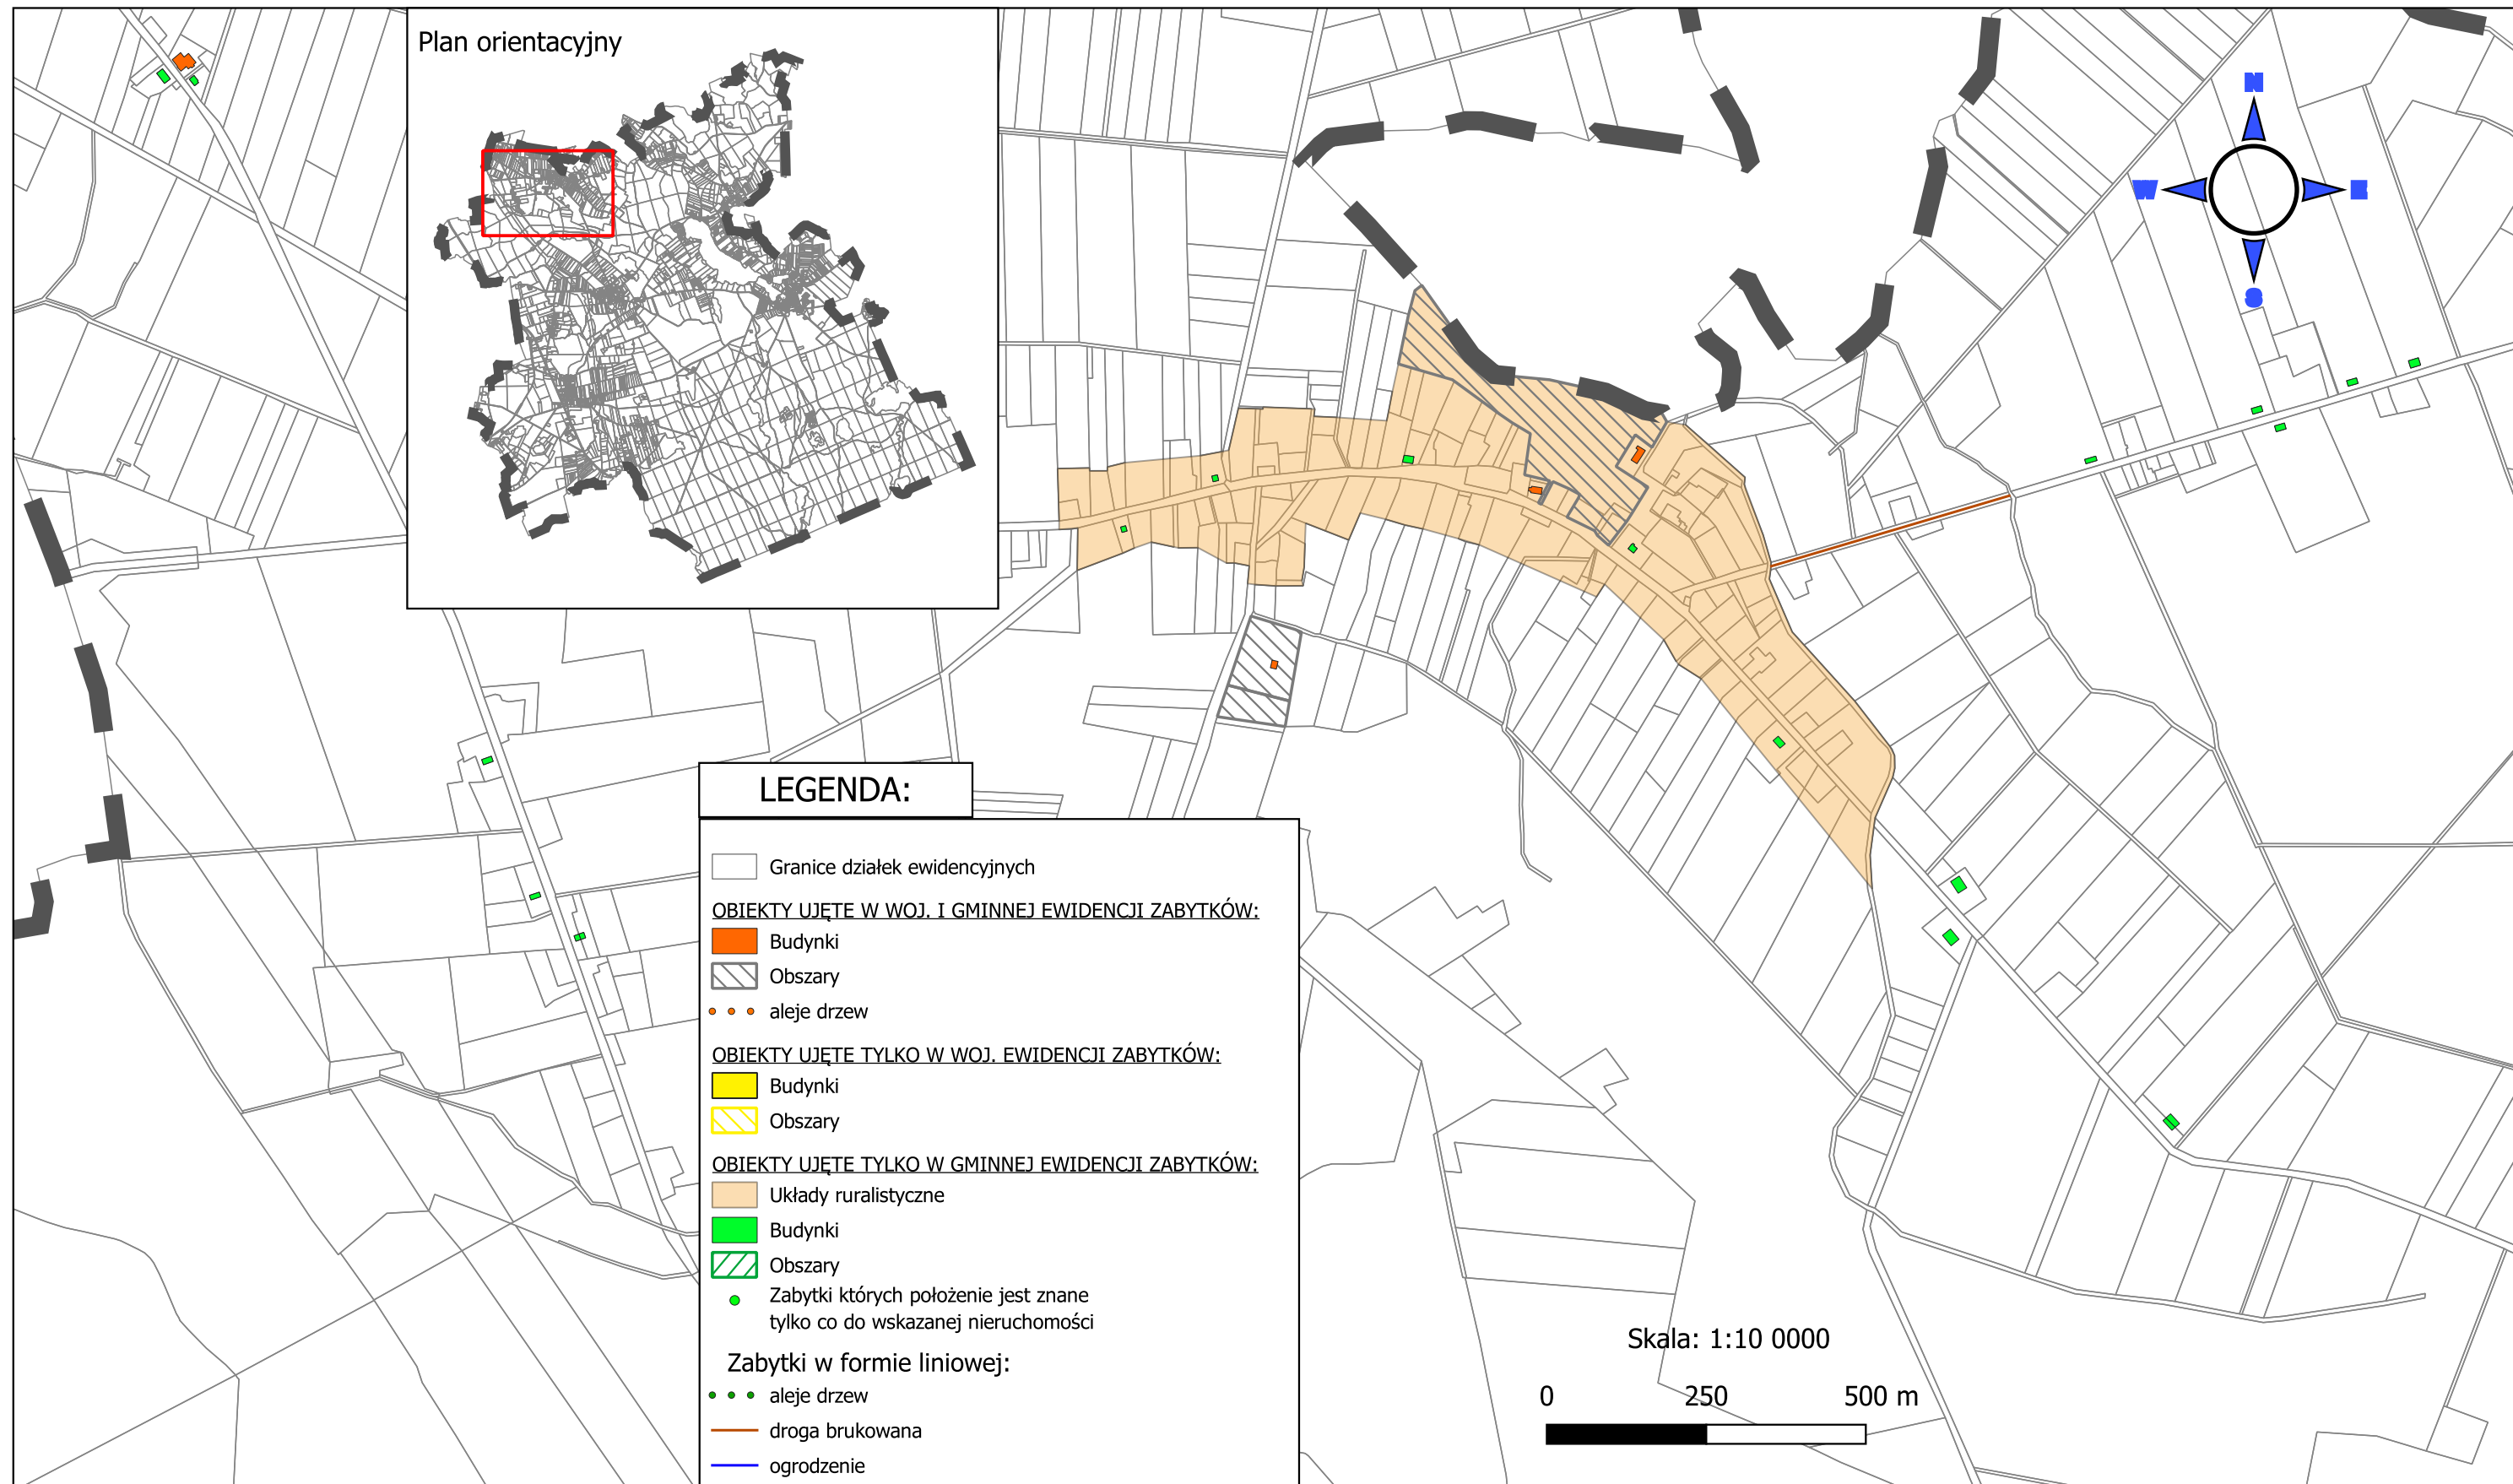 Plan orientacyjny
N
W
E
S
LEGENDA:
Granice działek ewidencyjnych
OBIEKTY UJĘTE W WOJ. I GMINNEJ EWIDENCJI ZABYTKÓW:
Budynki
Obszary
aleje drzew
OBIEKTY UJĘTE TYLKO W WOJ. EWIDENCJI ZABYTKÓW:
Budynki
Obszary
OBIEKTY UJĘTE TYLKO W GMINNEJ EWIDENCJI ZABYTKÓW:
Układy ruralistyczne
Budynki
Obszary
Zabytki których położenie jest znane
tylko co do wskazanej nieruchomości
Zabytki w formie liniowej:
aleje drzew
droga brukowana
ogrodzenie
Skala: 1:10 0000
0 250 500 m